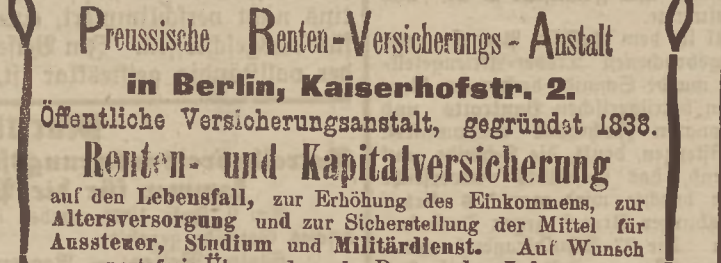 Preussische Renten-Versicherungs-Anstalt
in Berlin, Kaiserhofstr. 2.
Öffentliche Versicherungsanstalt, gegründet 1838.
Renten- und Kapitalversicherung
auf den Lebensfall, zur Erhöhung des Einkommens, zur
Altersversorgung und zur Sicherstellung der Mittel für
Aussteuer, Studium und Militärdienst. Auf Wunsch